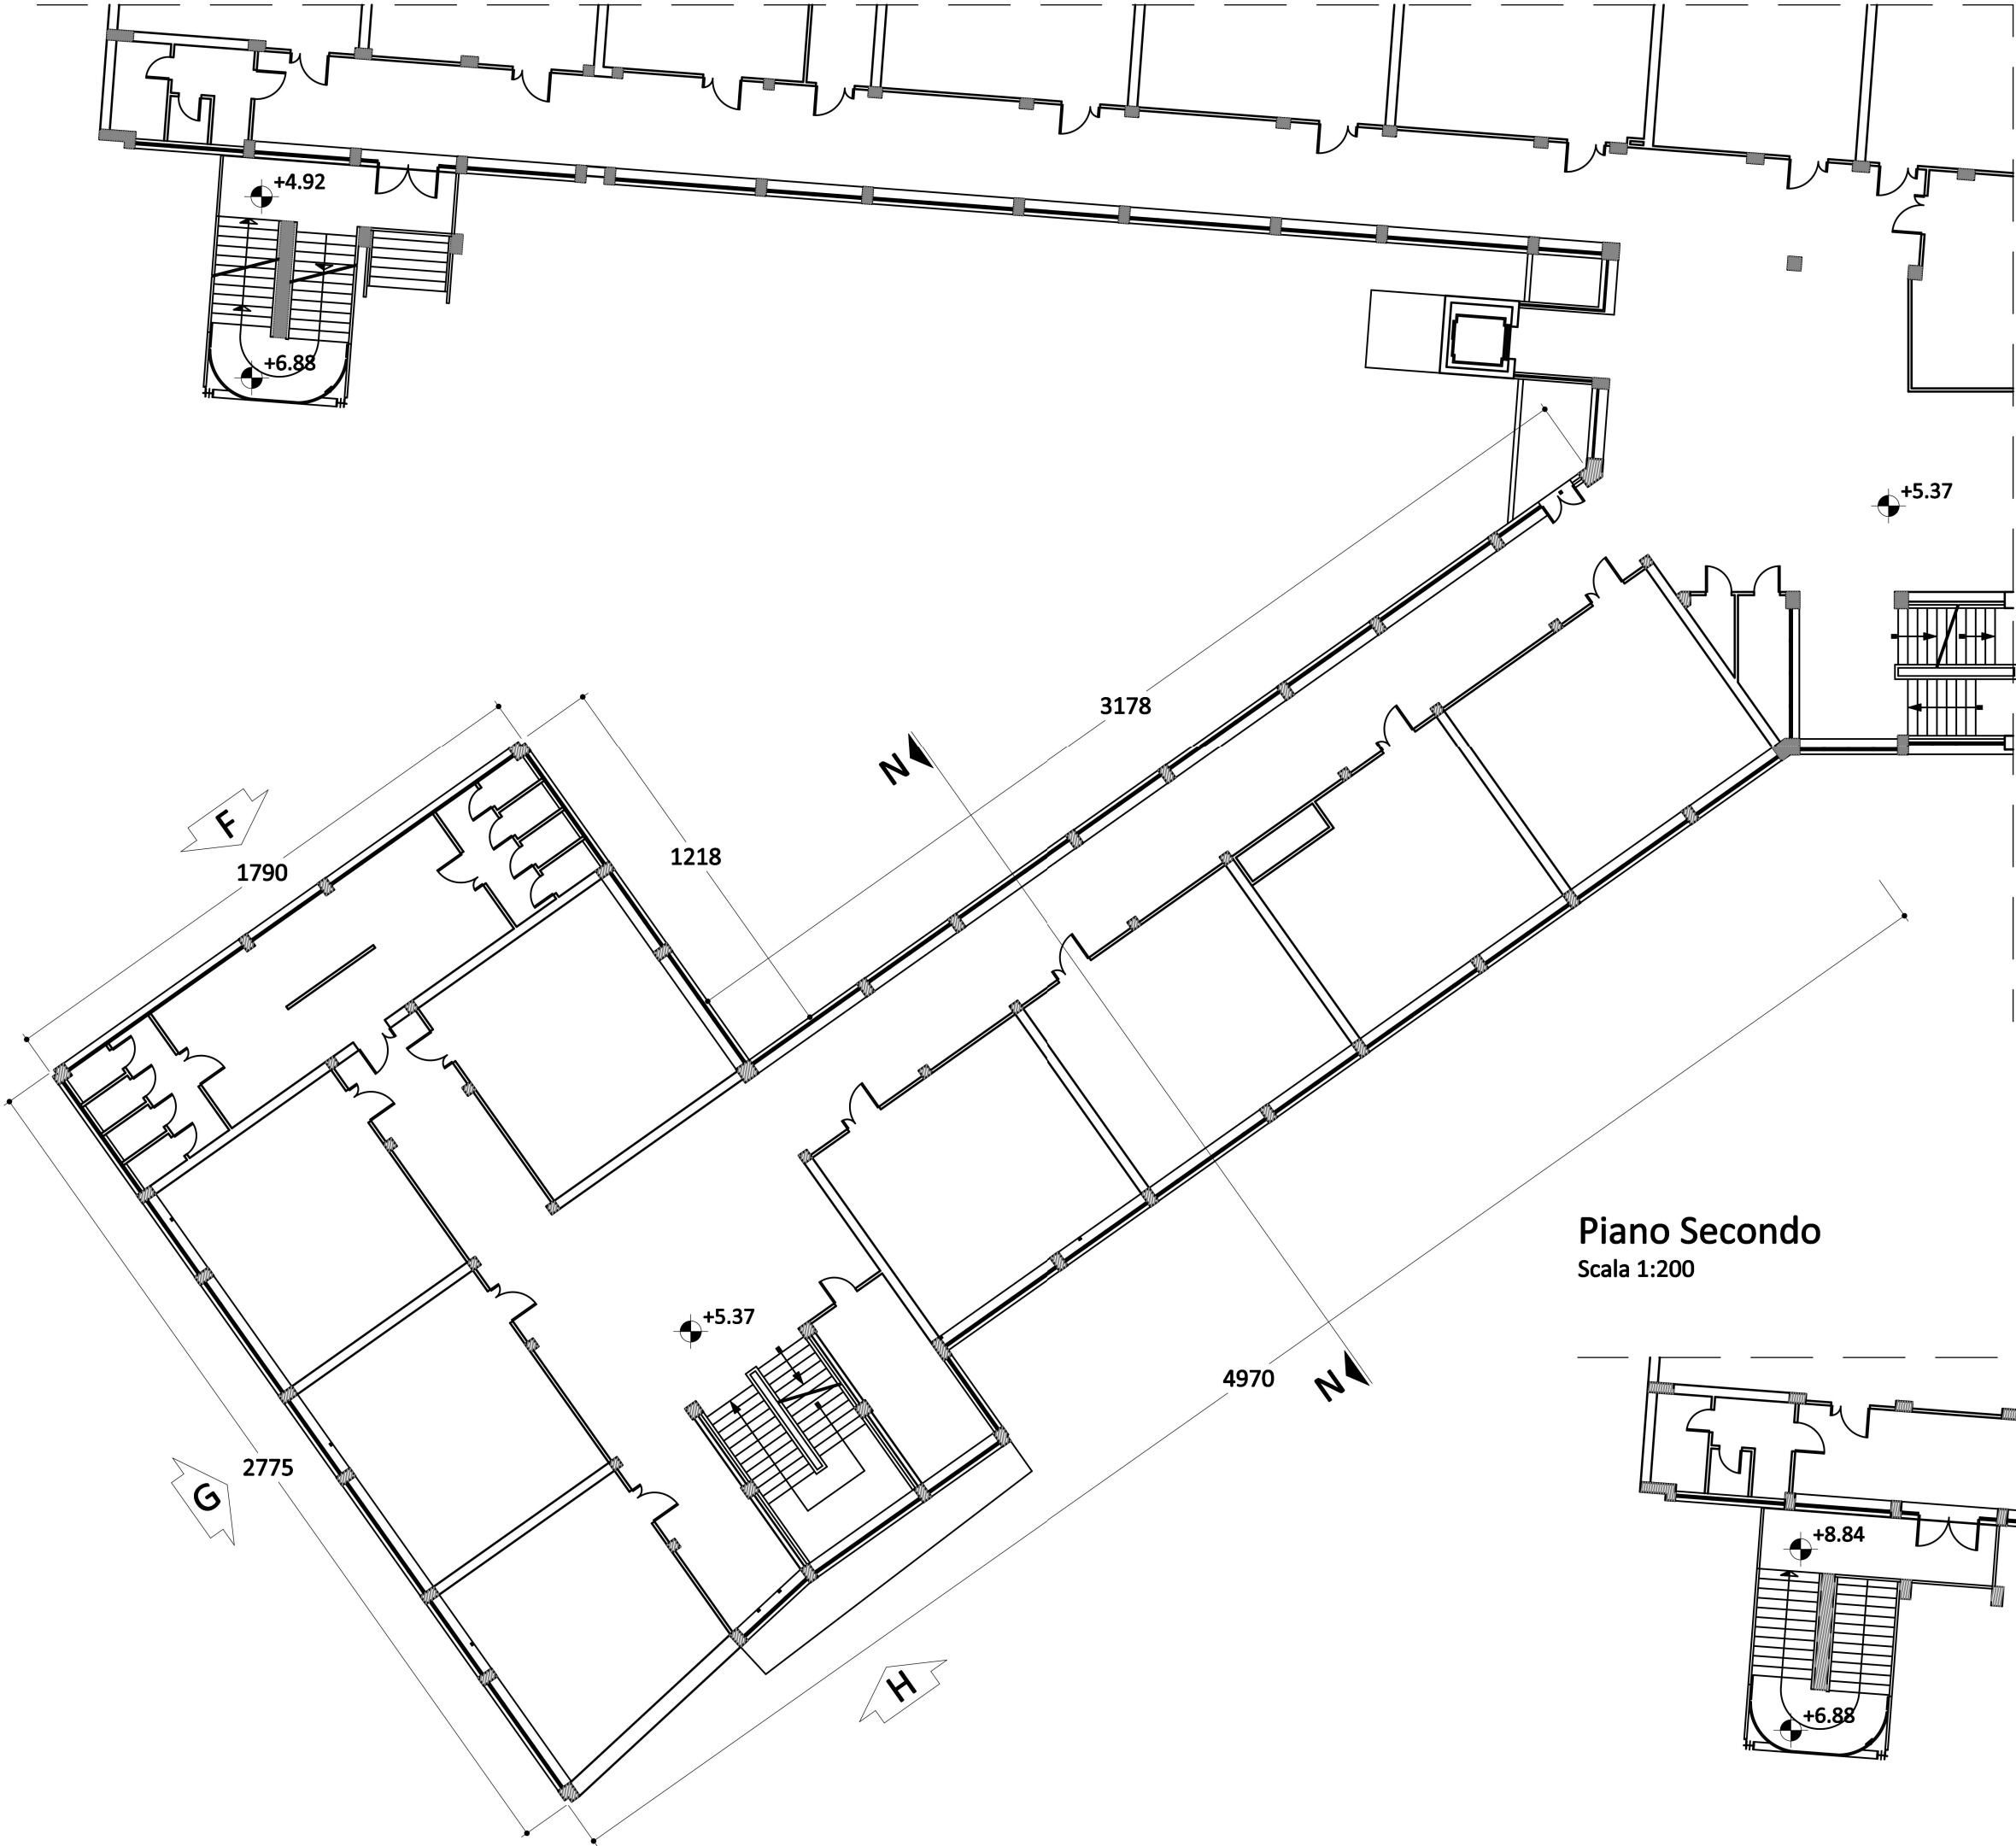 +4.92
+6.88
+5.37
3178
N
F
1790
1218
Piano Secondo
Scala 1:200
+5.37
4970
N
2775
G
H
+8.84
+6.88